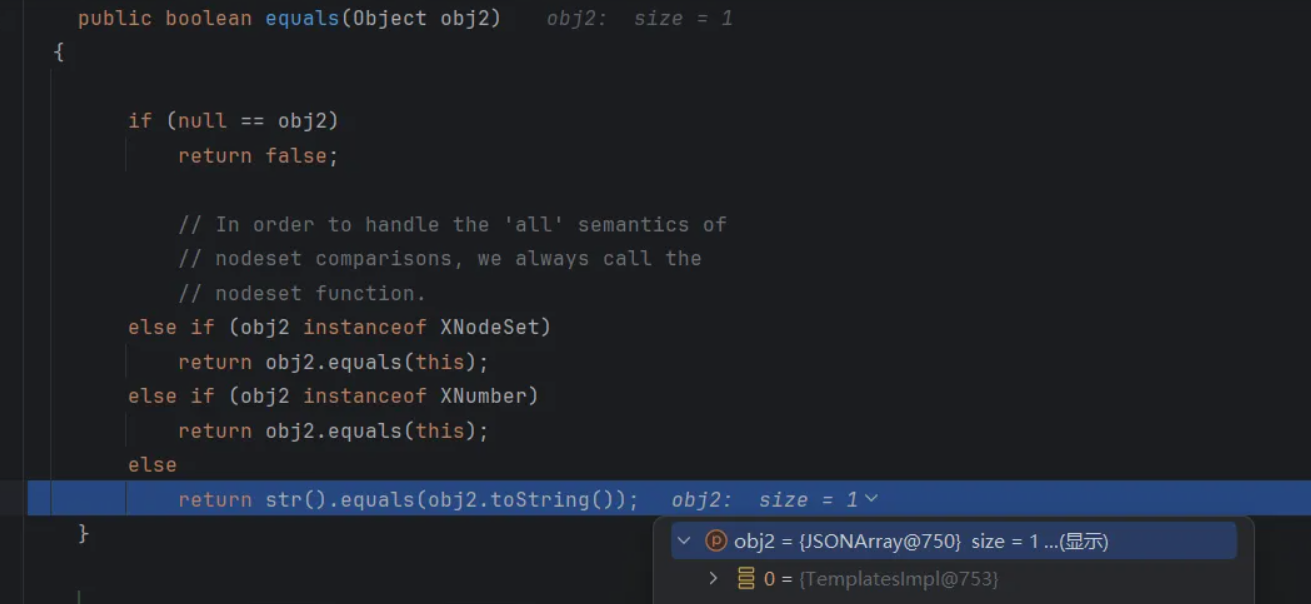 public boolean equals(Object obj2) obj2: size = 1
{
if (null == obj2)
return false;
// In order to handle the 'all' semantics of
// nodeset comparisons, we always call the
// nodeset function.
else if (obj2 instanceof XNodeSet)
return obj2.equals(this);
else if (obj2 instanceof XNumber)
return obj2.equals(this);
else
return str().equals(obj2.toString()); obj2: size = 1
}
obj2 = {JSONArray@750} size = 1 ...(显示)
0 = {TemplatesImpl@753}